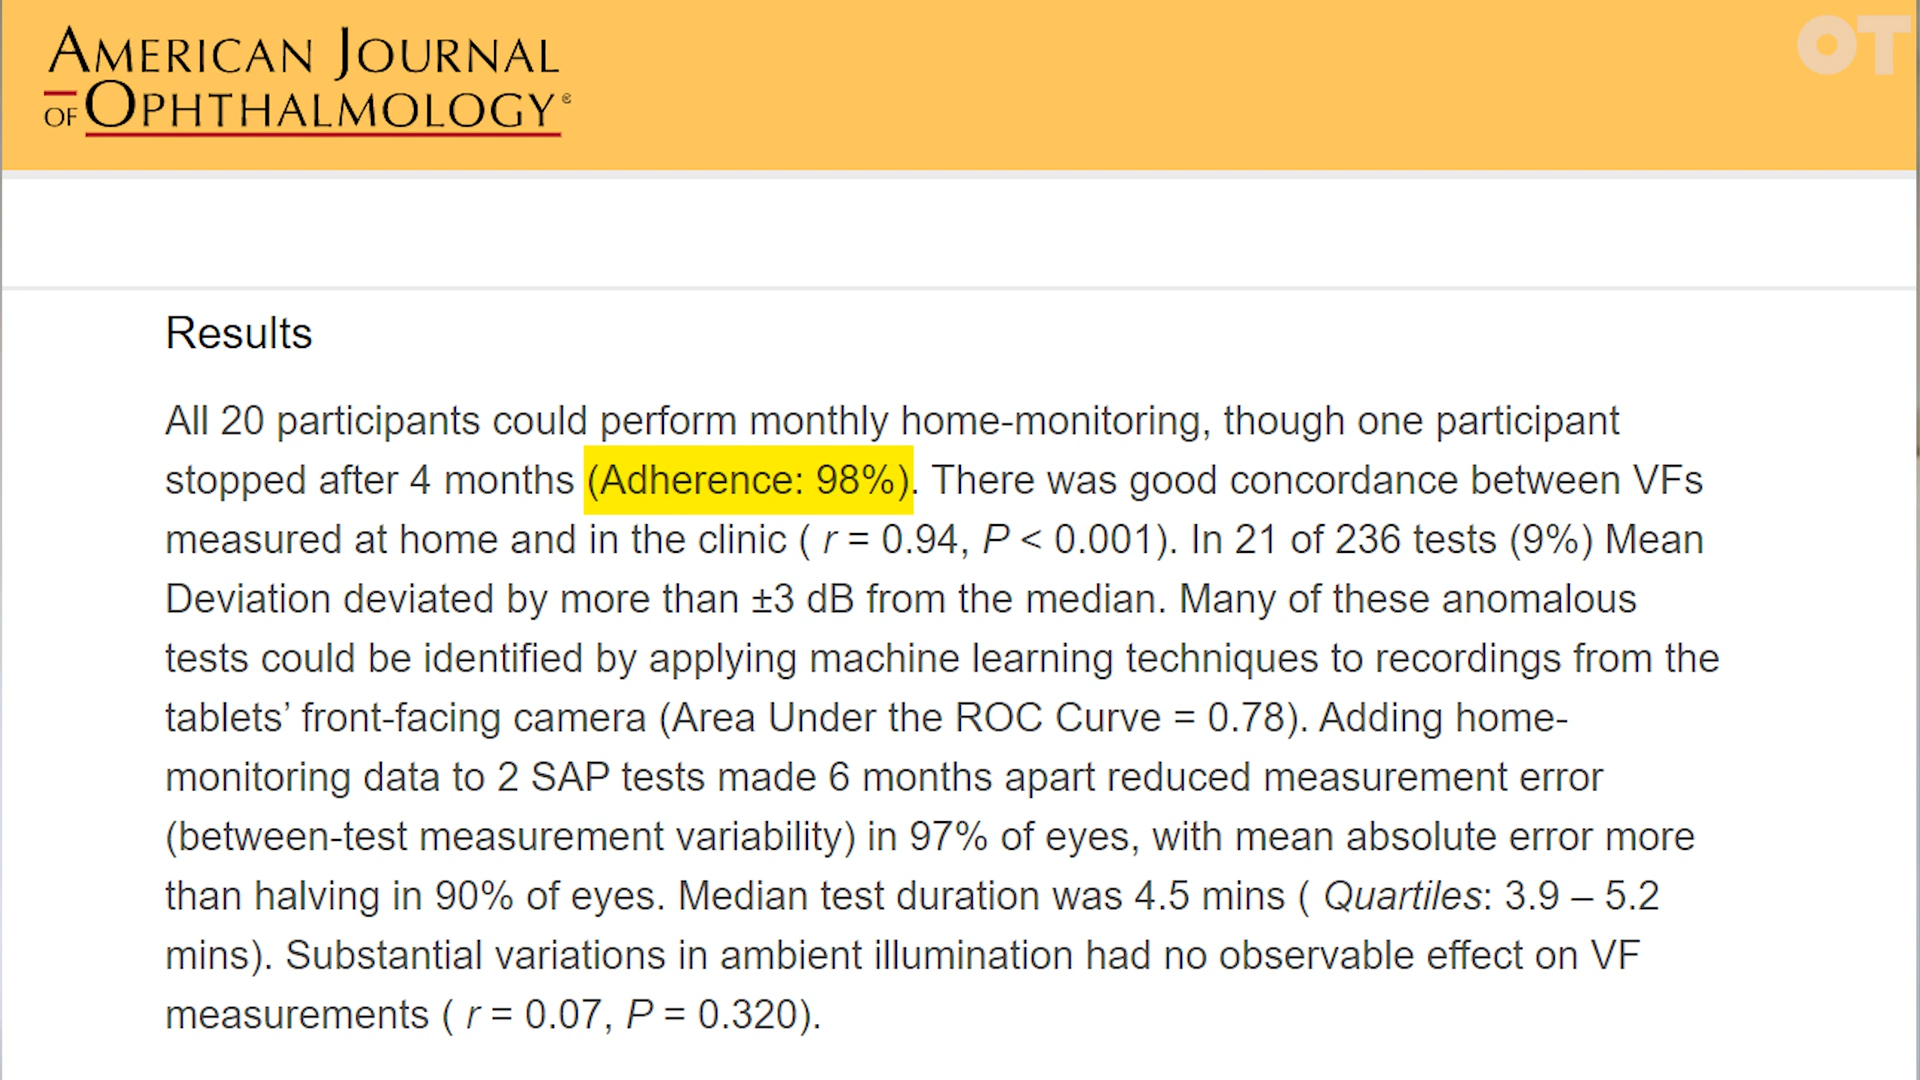 AMERICAN JOURNAL
OF OPHTHALMOLOGY®
OT
Results
All 20 participants could perform monthly home-monitoring, though one participant
stopped after 4 months (Adherence: 98%). There was good concordance between VFs
measured at home and in the clinic ( r = 0.94, P < 0.001). In 21 of 236 tests (9%) Mean
Deviation deviated by more than ±3 dB from the median. Many of these anomalous
tests could be identified by applying machine learning techniques to recordings from the
tablets’ front-facing camera (Area Under the ROC Curve = 0.78). Adding home-
monitoring data to 2 SAP tests made 6 months apart reduced measurement error
(between-test measurement variability) in 97% of eyes, with mean absolute error more
than halving in 90% of eyes. Median test duration was 4.5 mins ( Quartiles: 3.9 – 5.2
mins). Substantial variations in ambient illumination had no observable effect on VF
measurements ( r = 0.07, P = 0.320).